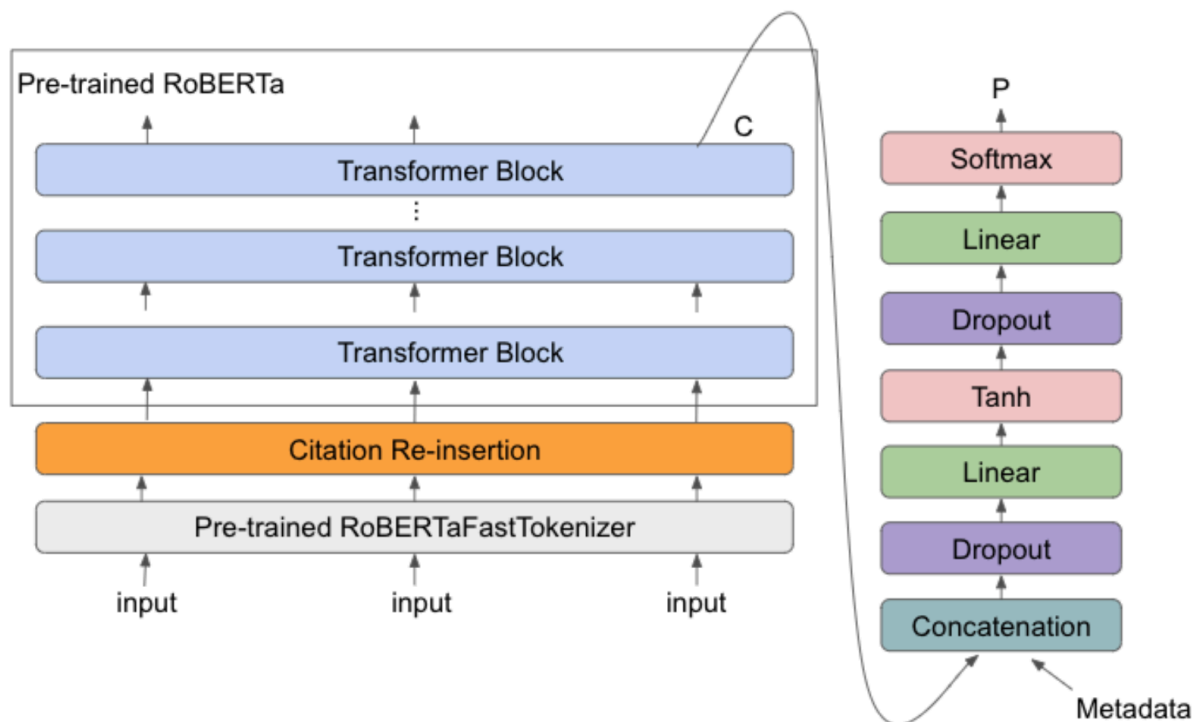 Pre-trained RoBERTa
C
Transformer Block
⋮
Transformer Block
Transformer Block
Citation Re-insertion
Pre-trained RoBERTaFastTokenizer
input input input
P
Softmax
Linear
Dropout
Tanh
Linear
Dropout
Concatenation
Metadata